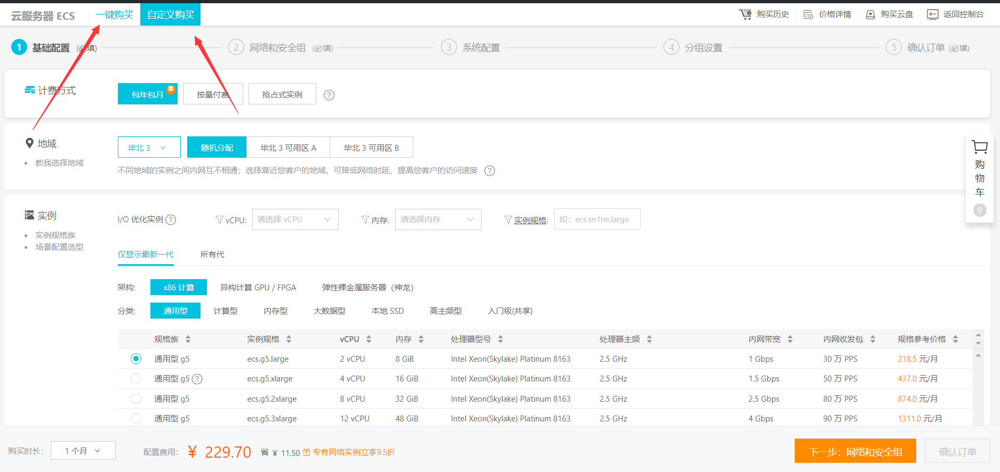 云服务器 ECS 一键购买 自定义购买 购买历史 价格详情 购买云盘 返回控制台
1 基础配置 (必填) 2 网络和安全组 (必填) 3 系统配置 4 分组设置 5 确认订单 (必填)
计费方式 包年包月 惠 按量付费 抢占式实例 ?
地域 华北 3 随机分配 华北 3 可用区 A 华北 3 可用区 B
教我选择地域
不同地域的实例之间内网互不相通；选择靠近您客户的地域，可降低网络时延、提高您客户的访问速度 ?
购物车
0
实例 I/O 优化实例 ? vCPU: 请选择 vCPU 内存: 请选择内存 实例规格: 如：ecs.sn1ne.large
实例规格族
场景配置选型
仅显示最新一代 所有代
架构: x86 计算 异构计算 GPU / FPGA 弹性裸金属服务器（神龙）
分类: 通用型 计算型 内存型 大数据型 本地 SSD 高主频型 入门级(共享)
规格族 实例规格 vCPU 内存 处理器型号 处理器主频 内网带宽 内网收发包 规格参考价格
通用型 g5 ecs.g5.large 2 vCPU 8 GiB Intel Xeon(Skylake) Platinum 8163 2.5 GHz 1 Gbps 30 万 PPS 218.5 元/月
通用型 g5 ? ecs.g5.xlarge 4 vCPU 16 GiB Intel Xeon(Skylake) Platinum 8163 2.5 GHz 1.5 Gbps 50 万 PPS 437.0 元/月
通用型 g5 ecs.g5.2xlarge 8 vCPU 32 GiB Intel Xeon(Skylake) Platinum 8163 2.5 GHz 2.5 Gbps 80 万 PPS 874.0 元/月
通用型 g5 ecs.g5.3xlarge 12 vCPU 48 GiB Intel Xeon(Skylake) Platinum 8163 2.5 GHz 4 Gbps 90 万 PPS 1311.0 元/月
购买时长: 1 个月 配置费用: ¥ 229.70 省 ¥ 11.50 专有网络实例立享9.5折 下一步：网络和安全组 确认订单